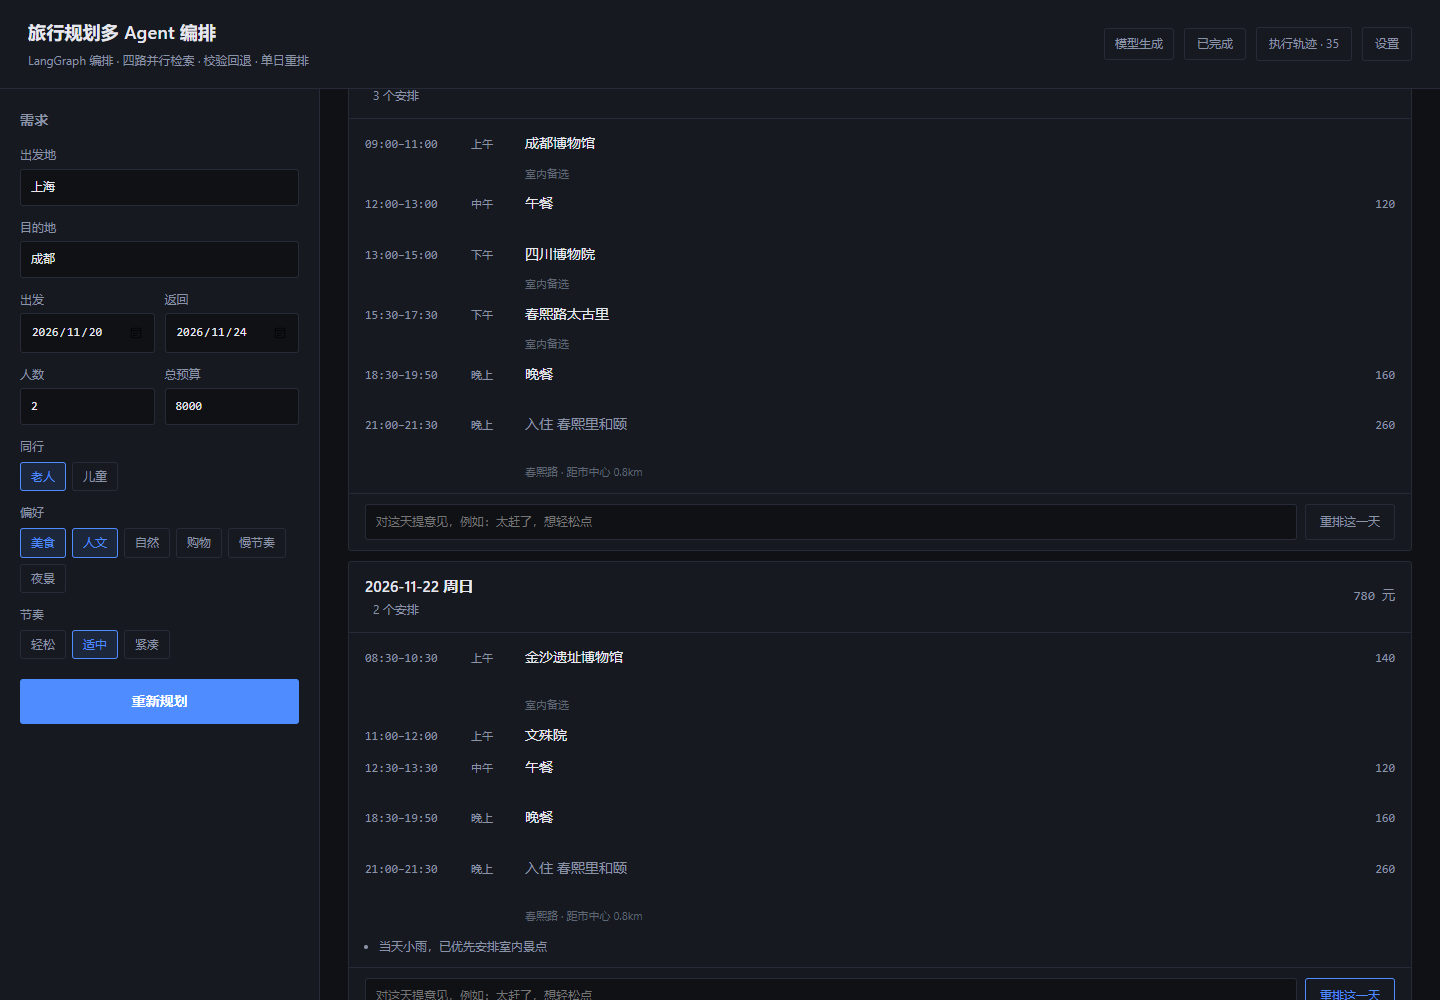 旅行规划多 Agent 编排
LangGraph 编排 · 四路并行检索 · 校验回退 · 单日重排
模型生成
已完成
执行轨迹 · 35
设置
需求
出发地
上海
目的地
成都
出发
返回
2026/11/20
2026/11/24
人数
总预算
2
8000
同行
老人
儿童
偏好
美食
人文
自然
购物
慢节奏
夜景
节奏
轻松
适中
紧凑
重新规划
3 个安排
09:00–11:00 上午 成都博物馆
室内备选
12:00–13:00 中午 午餐 120
13:00–15:00 下午 四川博物院
室内备选
15:30–17:30 下午 春熙路太古里
室内备选
18:30–19:50 晚上 晚餐 160
21:00–21:30 晚上 入住 春熙里和颐 260
春熙路 · 距市中心 0.8km
对这天提意见，例如：太赶了，想轻松点
重排这一天
2026-11-22 周日
2 个安排
780 元
08:30–10:30 上午 金沙遗址博物馆 140
室内备选
11:00–12:00 上午 文殊院
12:30–13:30 中午 午餐 120
18:30–19:50 晚上 晚餐 160
21:00–21:30 晚上 入住 春熙里和颐 260
春熙路 · 距市中心 0.8km
当天小雨，已优先安排室内景点
对这天提意见，例如：太赶了，想轻松点
重排这一天